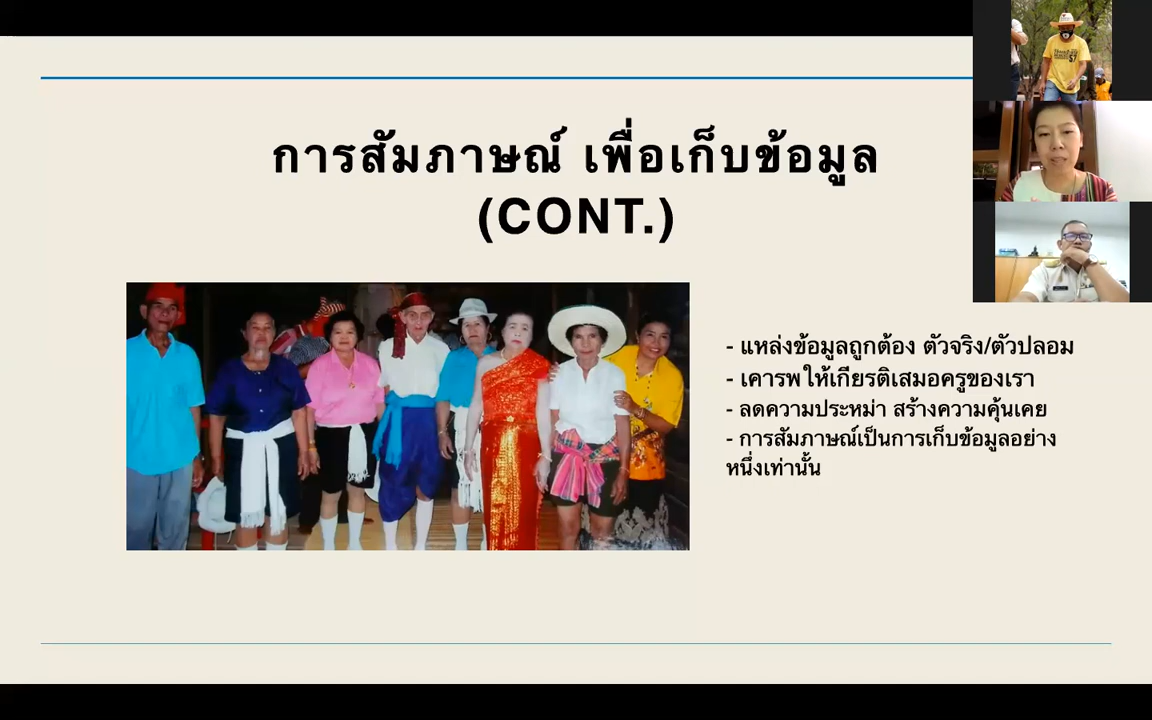 การสัมภาษณ์ เพื่อเก็บข้อมูล
(CONT.)
- แหล่งข้อมูลถูกต้อง ตัวจริง/ตัวปลอม
- เคารพให้เกียรติเสมอครูของเรา
- ลดความประหม่า สร้างความคุ้นเคย
- การสัมภาษณ์เป็นการเก็บข้อมูลอย่าง
หนึ่งเท่านั้น